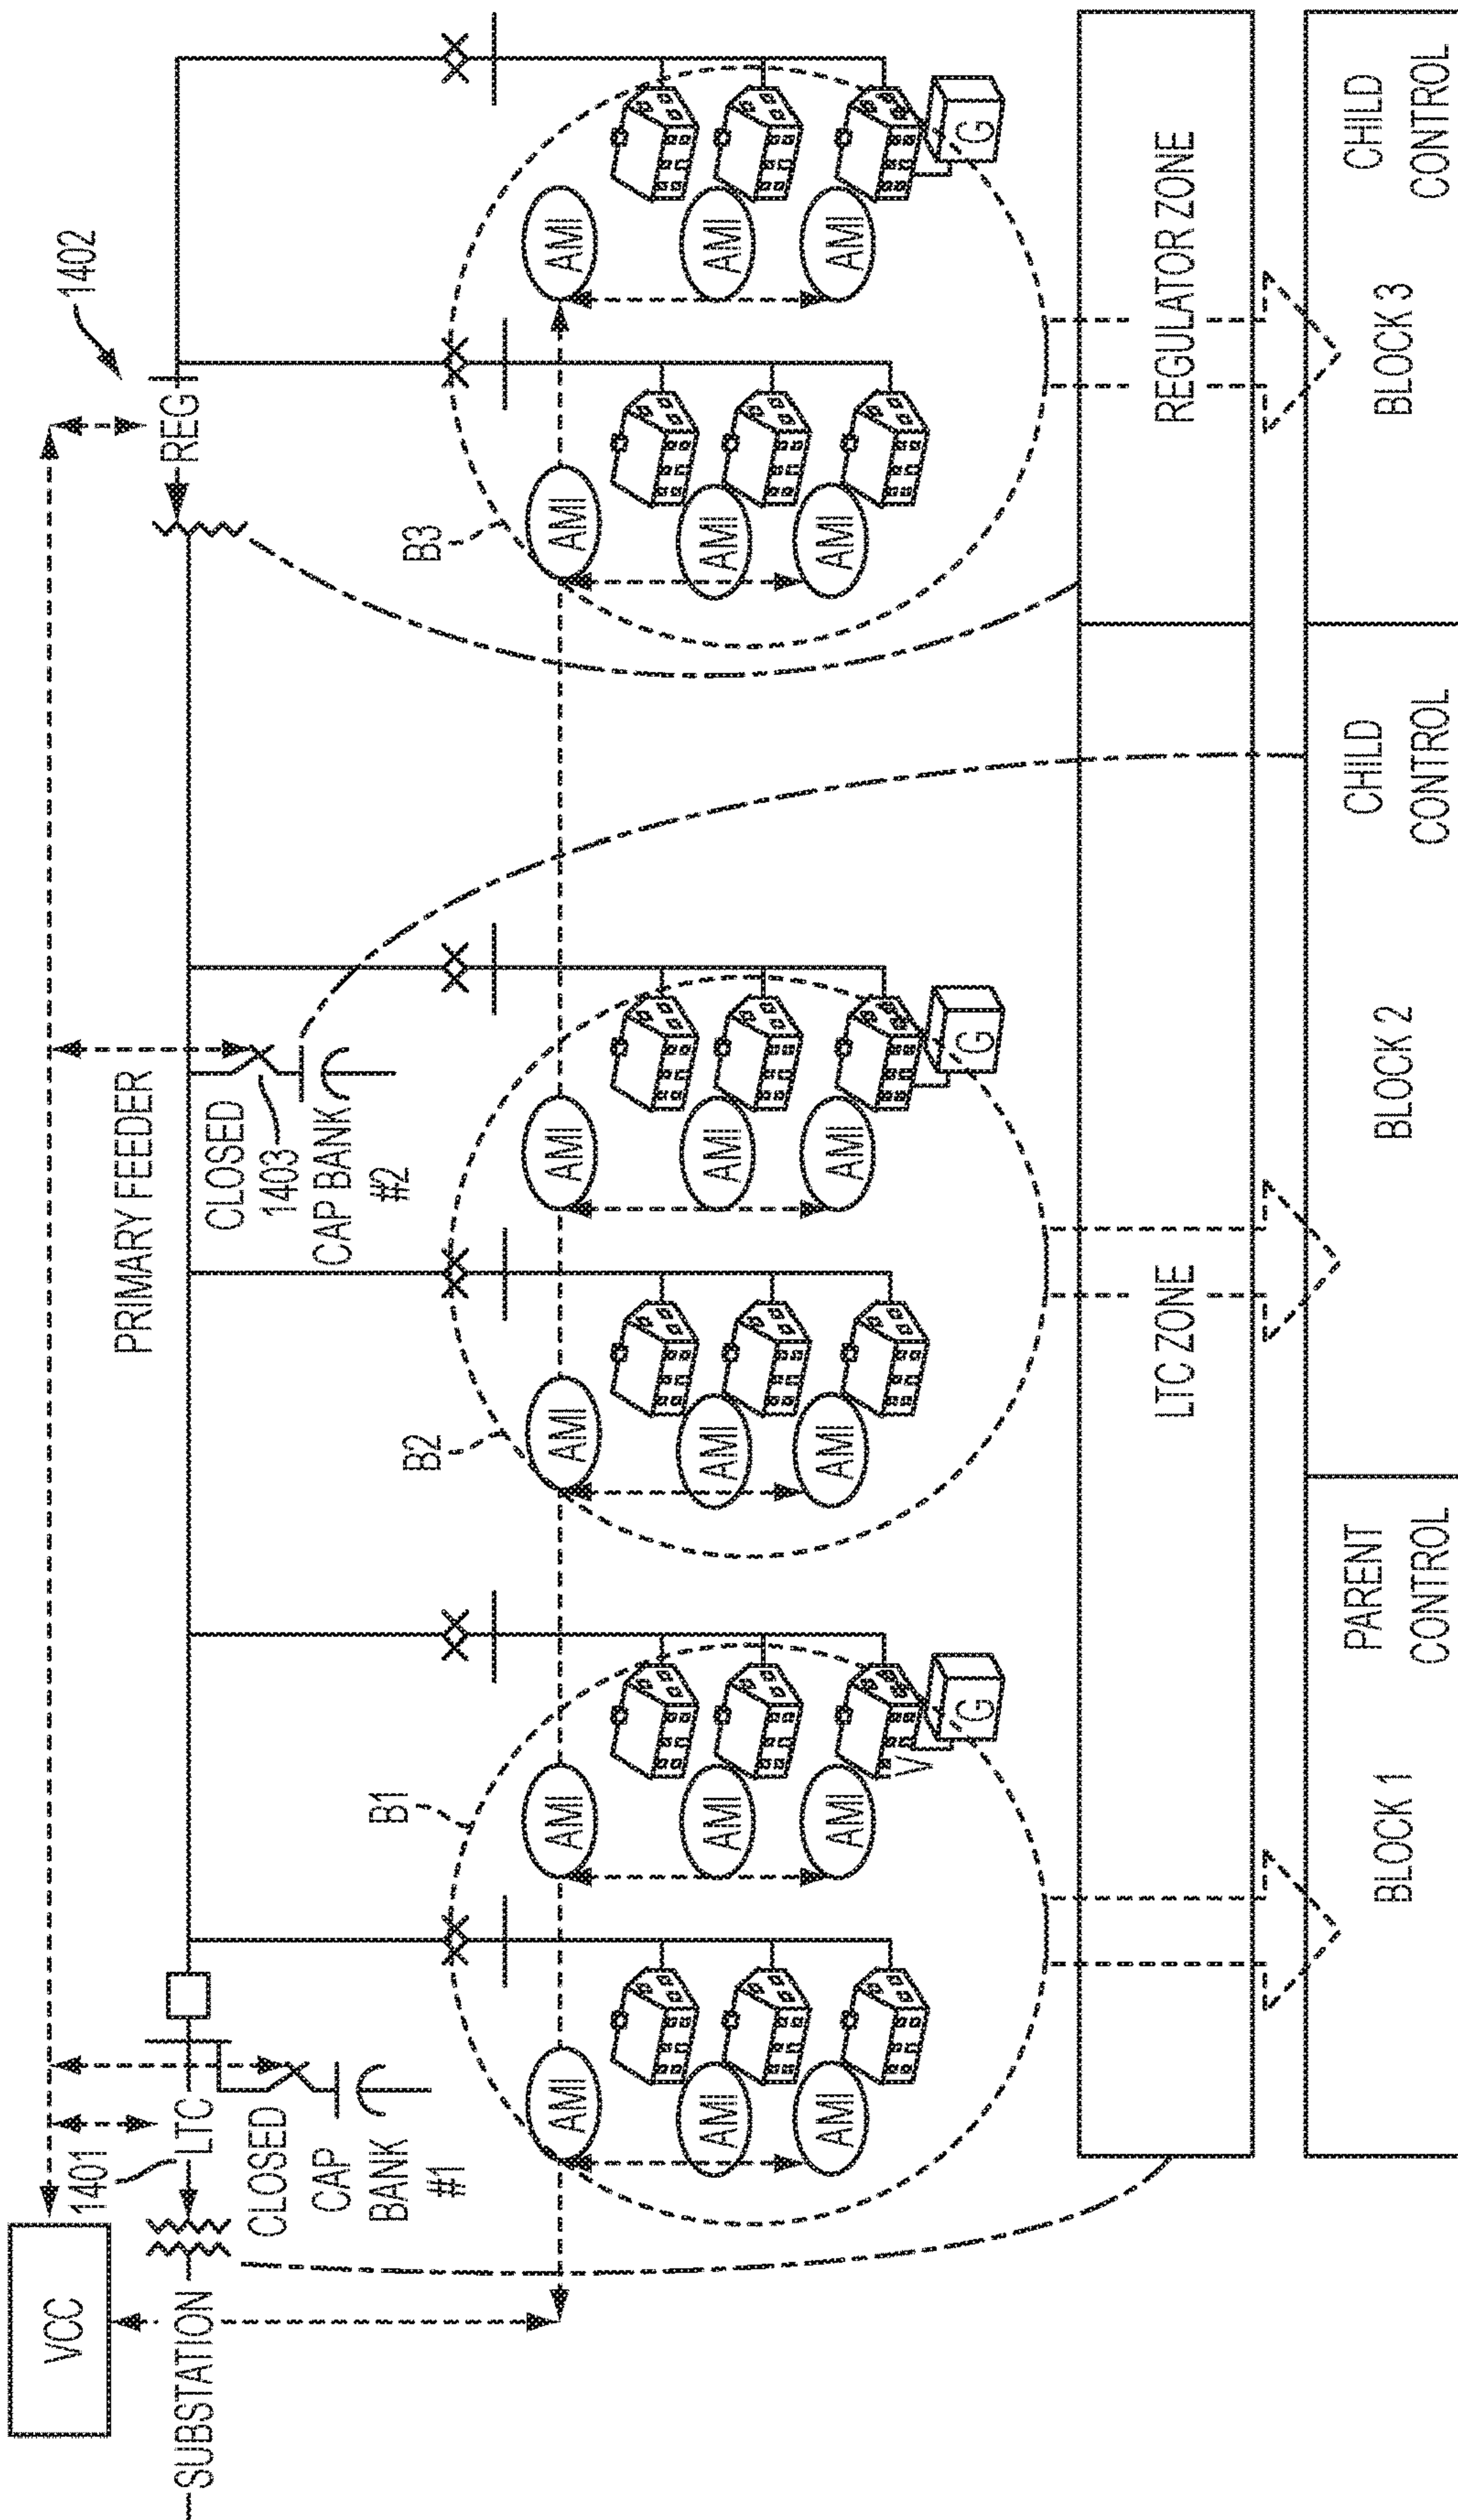 VCC
SUBSTATION
1401
LTC
CLOSED
CAP
BANK
#1
PRIMARY FEEDER
CLOSED
1403
CAP BANK
#2
REG
1402
B1
B2
B3
AMI
AMI
AMI
AMI
AMI
AMI
V
G
AMI
AMI
AMI
AMI
AMI
AMI
G
AMI
AMI
AMI
AMI
AMI
AMI
G
LTC ZONE
REGULATOR ZONE
BLOCK 1
PARENT
CONTROL
BLOCK 2
CHILD
CONTROL
BLOCK 3
CHILD
CONTROL